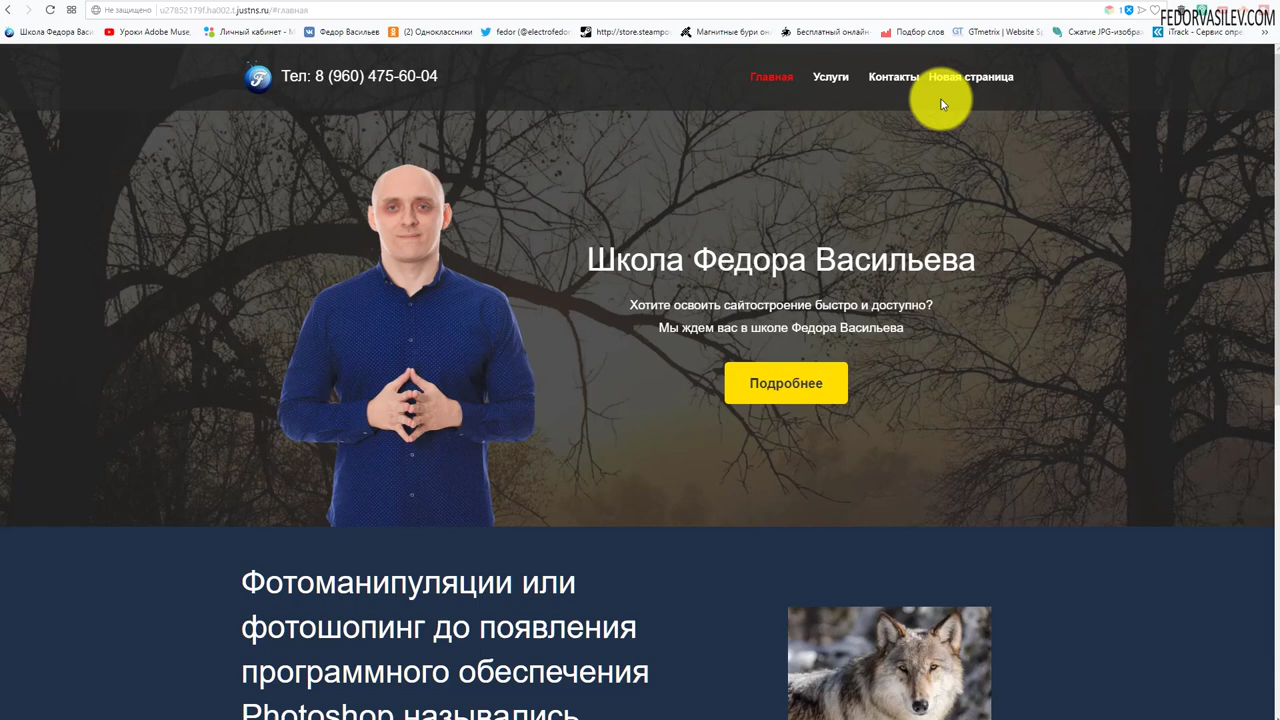 Не защищено
u27852179f.ha002.t.justns.ru/#главная
1
FEDORVASILEV.COM
Школа Федора Васи
Уроки Adobe Muse
Личный кабинет - М
Федор Васильев
(2) Одноклассники
fedor (@electrofedor
http://store.steampo
Магнитные бури он
Бесплатный онлайн-
Подбор слов
GTmetrix | Website S
Сжатие JPG-изобра
iTrack - Сервис опре
Тел: 8 (960) 475-60-04
Главная
Услуги
Контакты
Новая страница
Школа Федора Васильева
Хотите освоить сайтостроение быстро и доступно?
Мы ждем вас в школе Федора Васильева
Подробнее
Фотоманипуляции или
фотошопинг до появления
программного обеспечения
Photoshop назывались